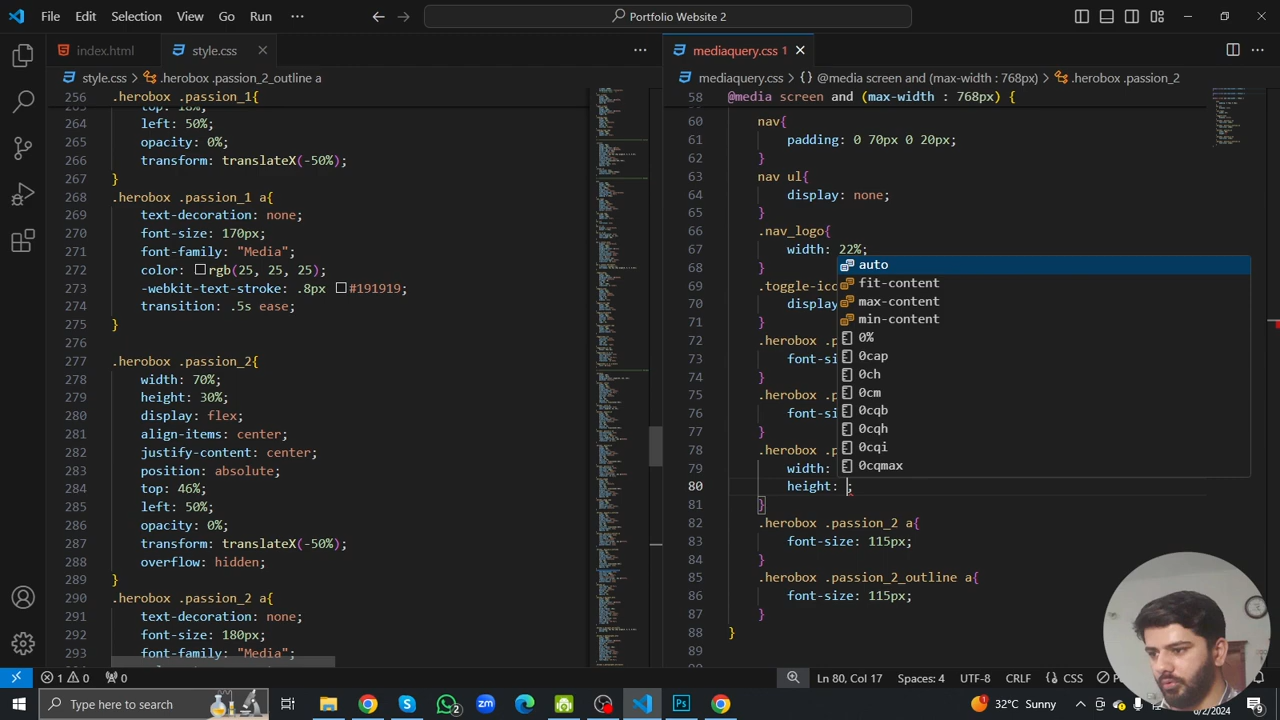 File Edit Selection View Go Run ···
Portfolio Website 2
index.html
style.css
mediaquery.css 1
style.css > .herobox .passion_2_outline a
mediaquery.css > {} @media screen and (max-width : 768px) > .herobox .passion_2
256 .herobox .passion_1{
264 left: 50%;
265 opacity: 0%;
266 transform: translateX(-50%);
267 }
268 .herobox .passion_1 a{
269 text-decoration: none;
270 font-size: 170px;
271 font-family: "Media";
272 color: rgb(25, 25, 25);
273 -webkit-text-stroke: .8px #191919;
274 transition: .5s ease;
275 }
276
277 .herobox .passion_2{
278 width: 70%;
279 height: 30%;
280 display: flex;
281 align-items: center;
282 justify-content: center;
283 position: absolute;
284 top: 46%;
285 left: 50%;
286 opacity: 0%;
287 transform: translateX(-50%);
288 overflow: hidden;
289 }
290 .herobox .passion_2 a{
291 text-decoration: none;
292 font-size: 180px;
293 font-family: "Media";
58 @media screen and (max-width : 768px) {
60 nav{
61 padding: 0 70px 0 20px;
62 }
63 nav ul{
64 display: none;
65 }
66 .nav_logo{
67 width: 22%;
68 }
69 .toggle-ico
70 displa
71 }
72 .herobox .p
73 font-si
74 }
75 .herobox .p
76 font-si
77 }
78 .herobox .p
79 width:
80 height:
81 }
82 .herobox .passion_2 a{
83 font-size: 115px;
84 }
85 .herobox .passion_2_outline a{
86 font-size: 115px;
87 }
88 }
89
auto
fit-content
max-content
min-content
0%
0cap
0ch
0cm
0cqb
0cqh
0cqi
0cqmax
1
0
0
Ln 80, Col 17
Spaces: 4
UTF-8
CRLF
CSS
Type here to search
2
32°C Sunny
8/2/2024